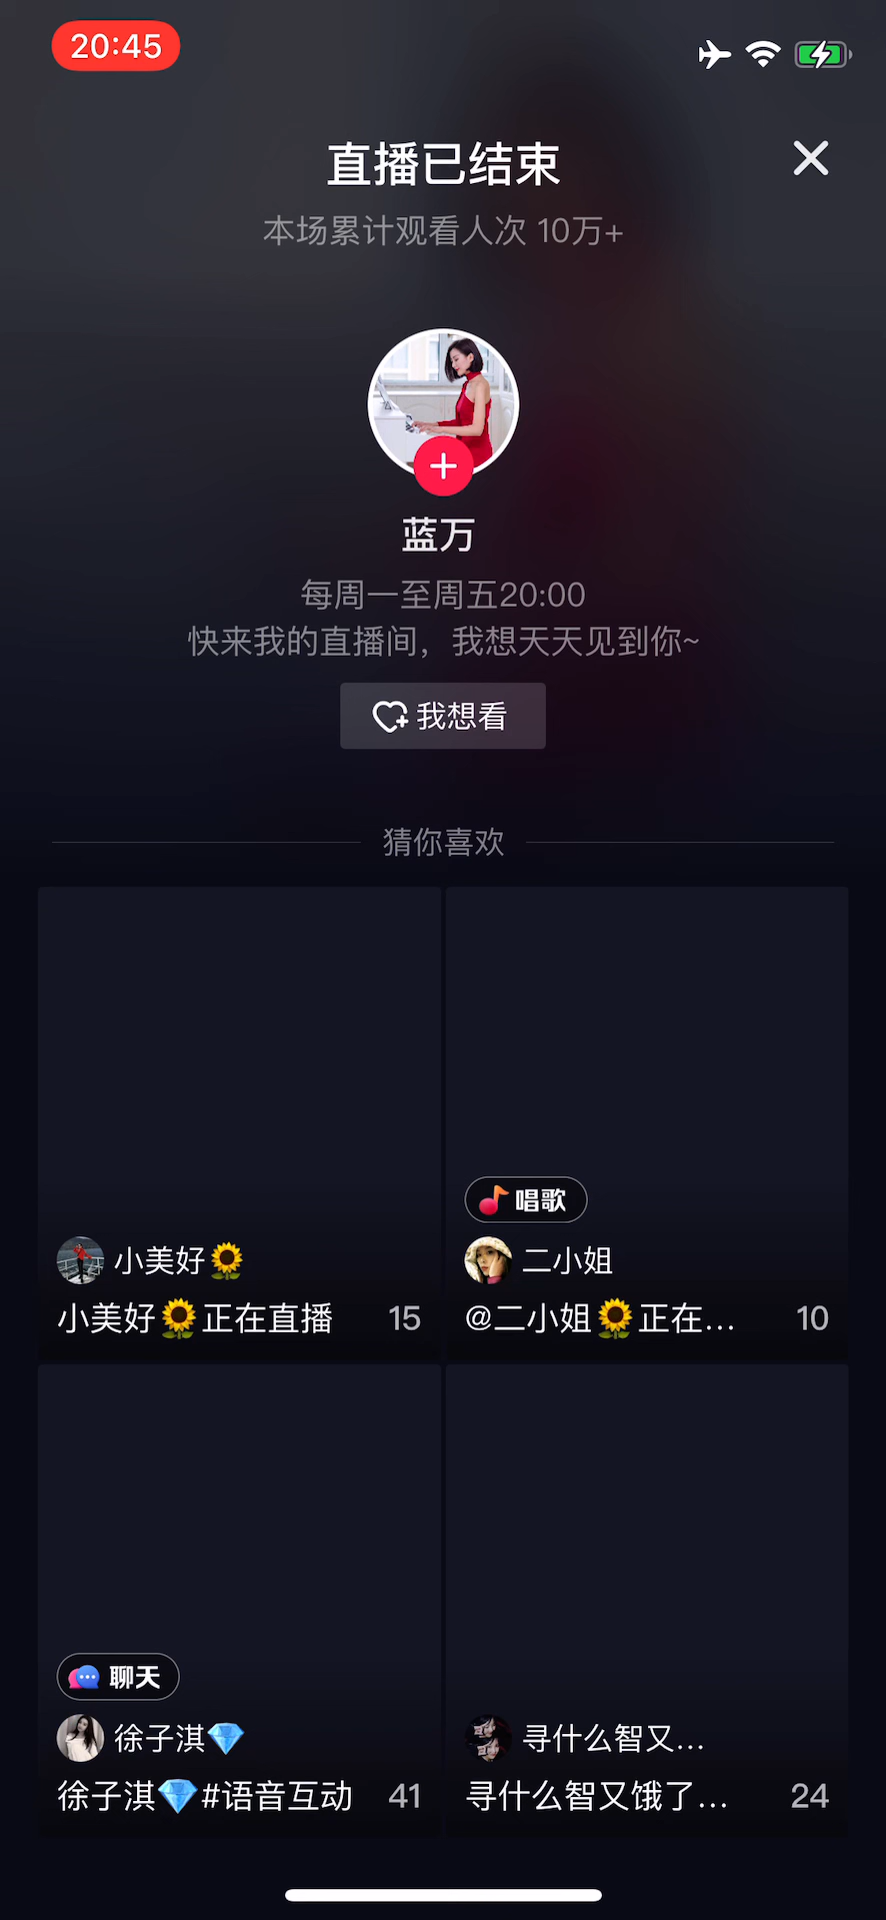 20:45
直播已结束
本场累计观看人次 10万+
蓝万
每周一至周五20:00
快来我的直播间，我想天天见到你~
我想看
猜你喜欢
小美好🌻
小美好🌻正在直播 15
唱歌
二小姐
@二小姐🌻正在... 10
聊天
徐子淇💎
徐子淇💎#语音互动 41
寻什么智又...
寻什么智又饿了... 24